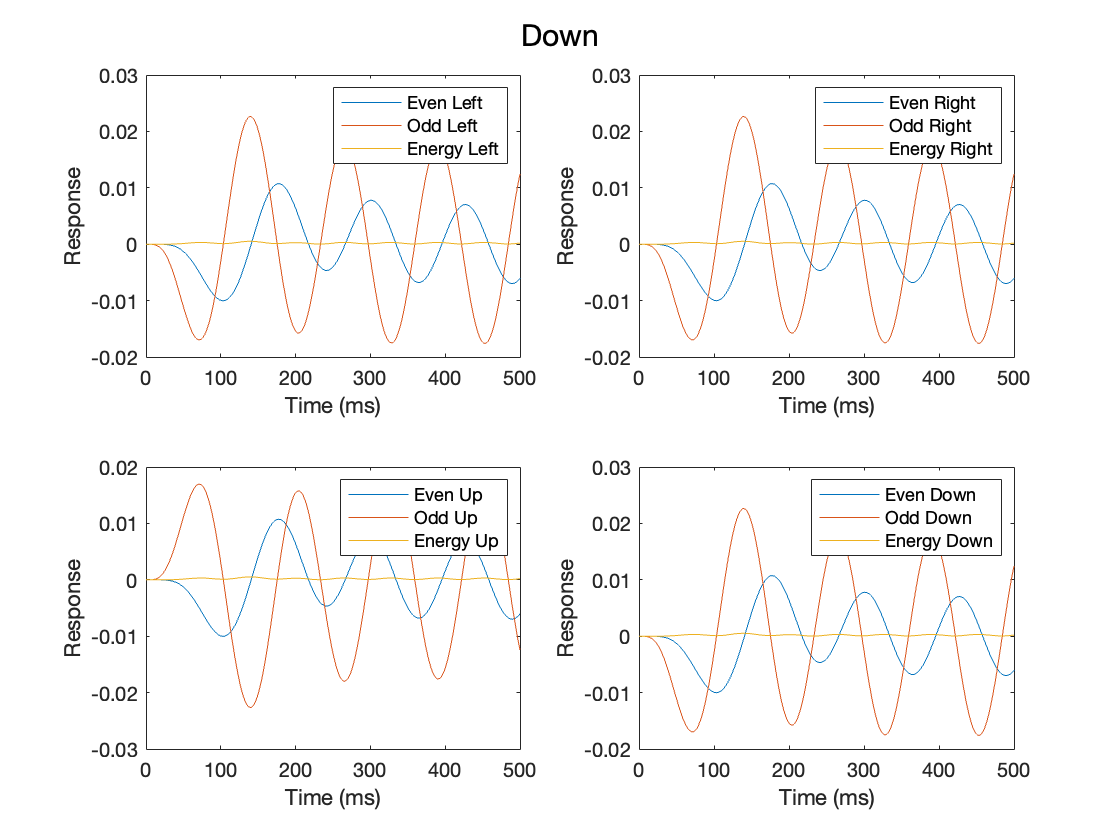 Down
0.03
0.02
0.01
0
-0.01
-0.02
Response
0 100 200 300 400 500
Time (ms)
Even Left
Odd Left
Energy Left
0.03
0.02
0.01
0
-0.01
-0.02
Response
0 100 200 300 400 500
Time (ms)
Even Right
Odd Right
Energy Right
0.02
0.01
0
-0.01
-0.02
-0.03
Response
0 100 200 300 400 500
Time (ms)
Even Up
Odd Up
Energy Up
0.03
0.02
0.01
0
-0.01
-0.02
Response
0 100 200 300 400 500
Time (ms)
Even Down
Odd Down
Energy Down